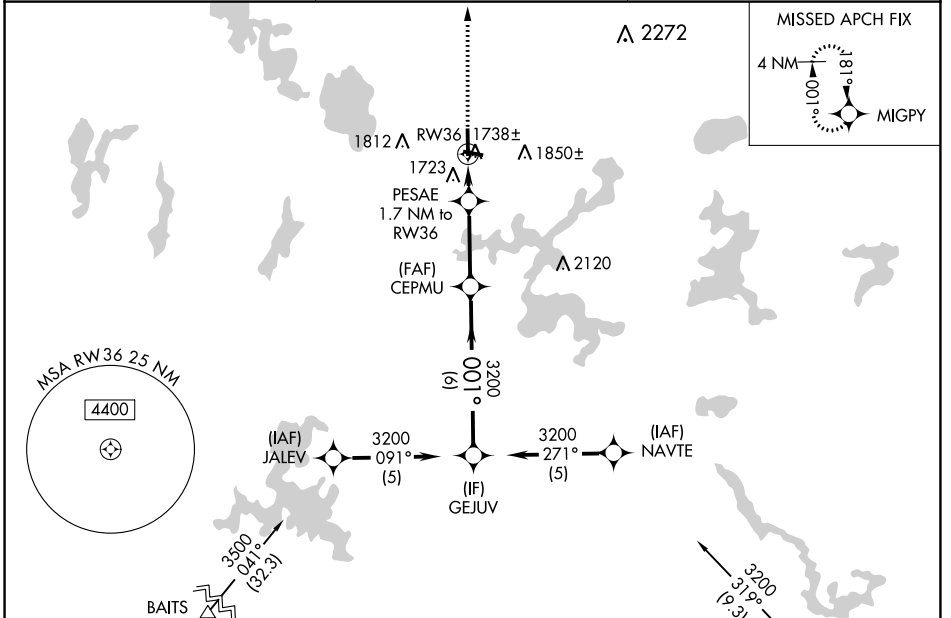 MISSED APCH FIX
4 NM
001°
181°
MIGPY
2272
1812
RW36
1738±
1850±
1723
PESAE
1.7 NM to
RW36
2120
(FAF)
CEPMU
3200
001°
(6)
MSA RW36 25 NM
4400
(IAF)
JALEV
3200
091°
(5)
(IF)
GEJUV
3200
271°
(5)
(IAF)
NAVTE
3500
041°
(32.3)
BAITS
3200
319°
(9.3)